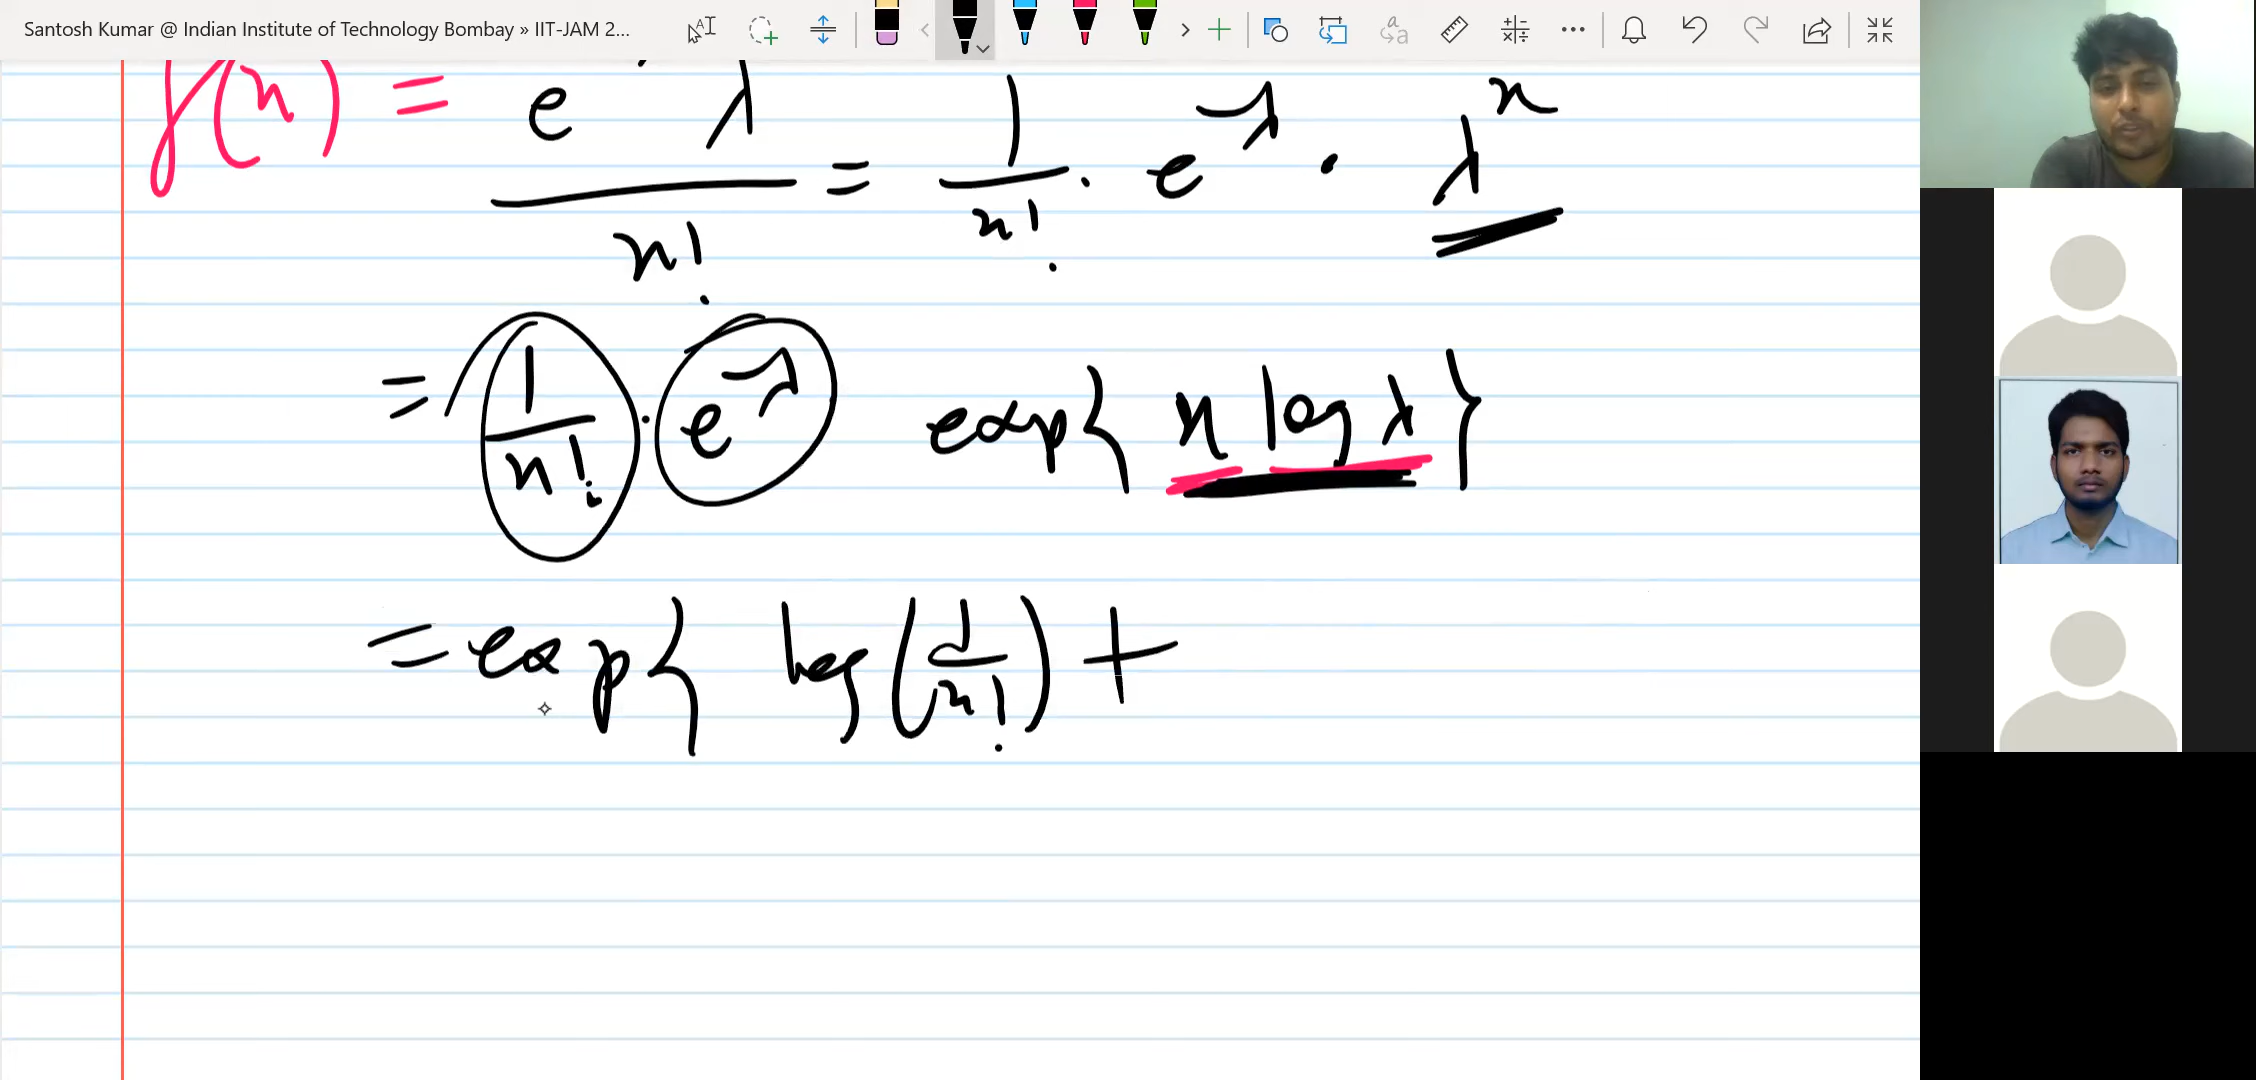 Santosh Kumar @ Indian Institute of Technology Bombay » IIT-JAM 2...
f(x) = e λ / x! = 1/x! · e^-λ · λ^x
= 1/x! · e^-λ exp{ x log λ }
= exp{ log(1/x!) +